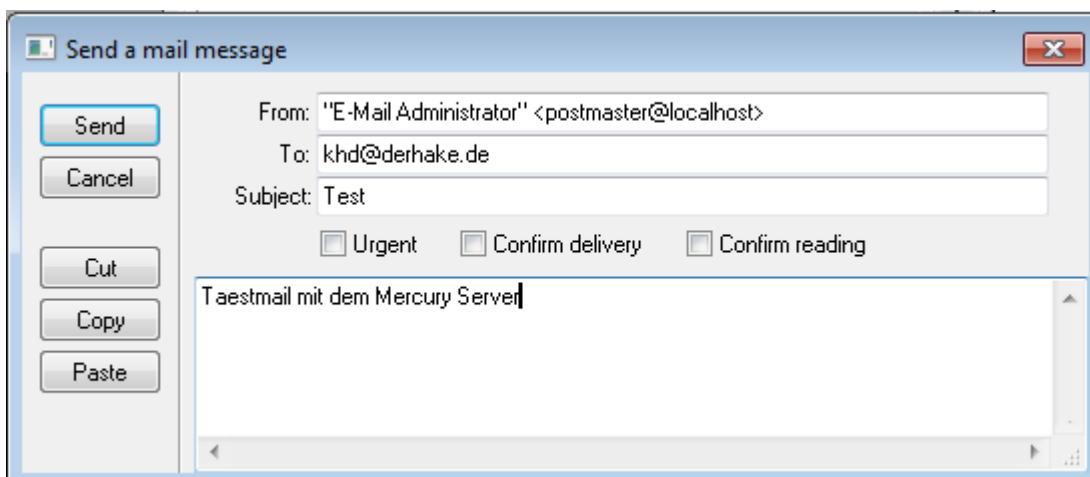 Send a mail message
Send
Cancel
Cut
Copy
Paste
From: "E-Mail Administrator" <postmaster@localhost>
To: khd@derhake.de
Subject: Test
Urgent Confirm delivery Confirm reading
Taestmail mit dem Mercury Server